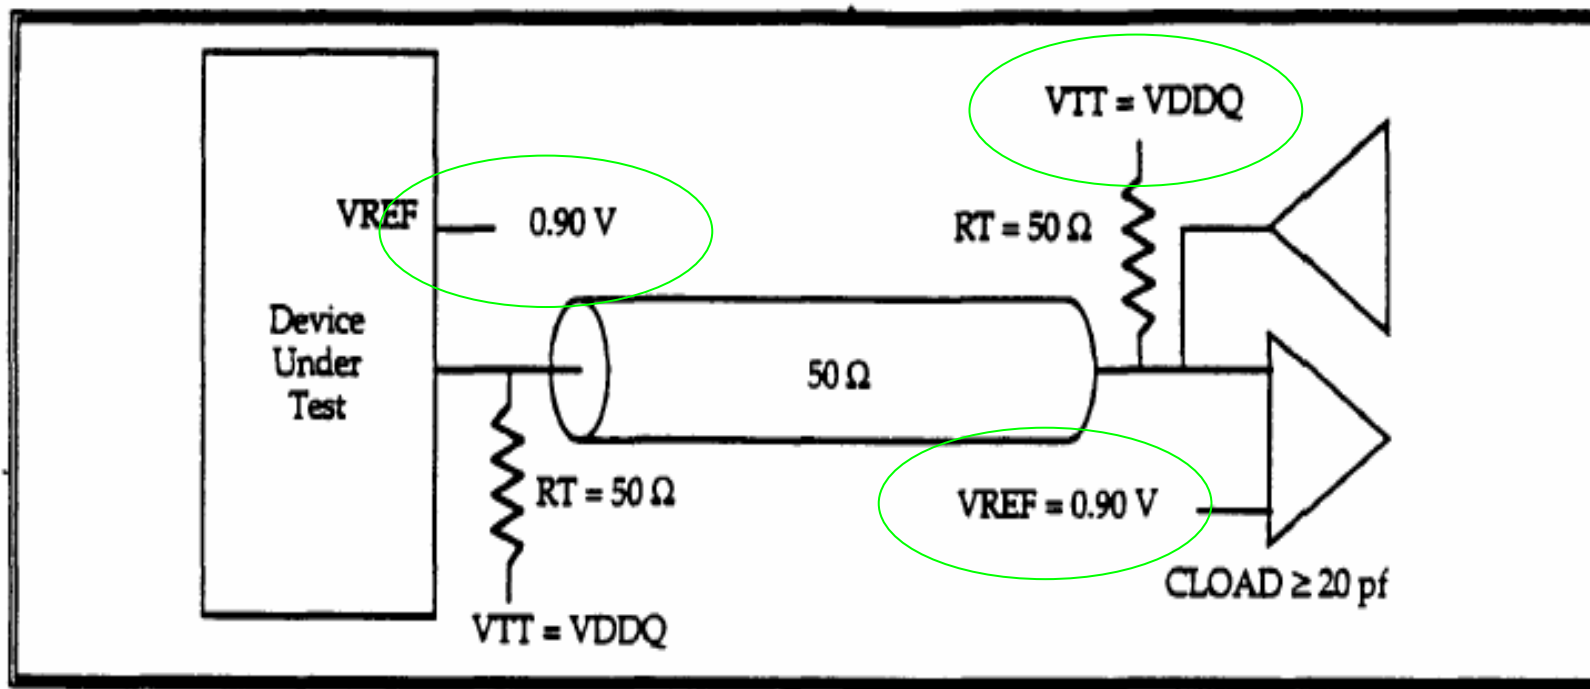 VTT = VDDQ
VREF
0.90 V
RT = 50 Ω
Device
Under
Test
50 Ω
RT = 50 Ω
VREF = 0.90 V
CLOAD ≥ 20 pf
VTT = VDDQ